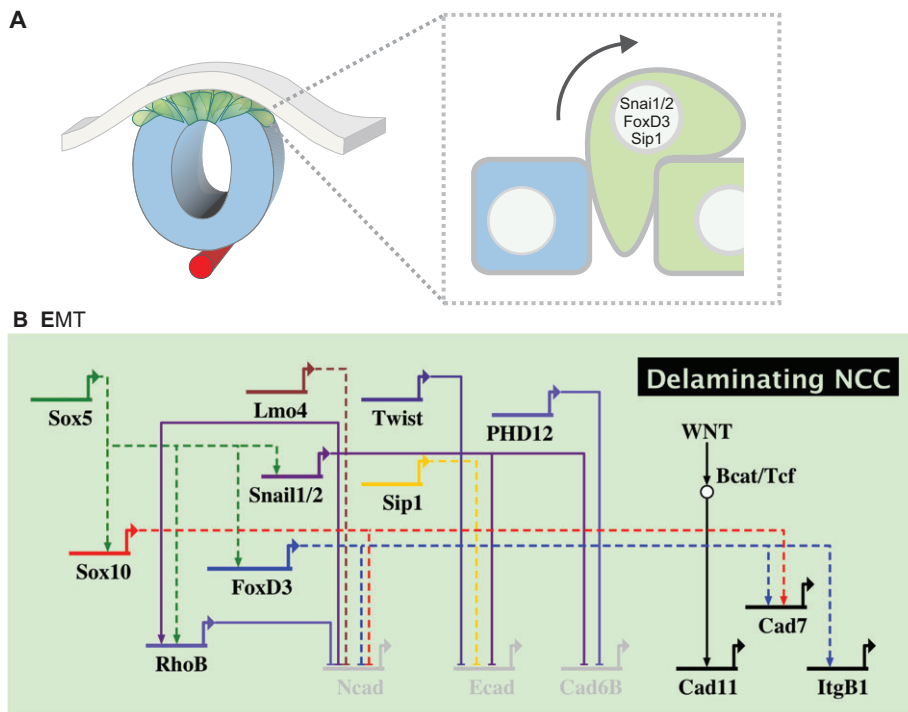 A
Snai1/2
FoxD3
Sip1
B EMT
Delaminating NCC
Sox5
Lmo4
Twist
PHD12
WNT
Bcat/Tcf
Snail1/2
Sip1
Sox10
FoxD3
Cad7
RhoB
Ncad
Ecad
Cad6B
Cad11
ItgB1